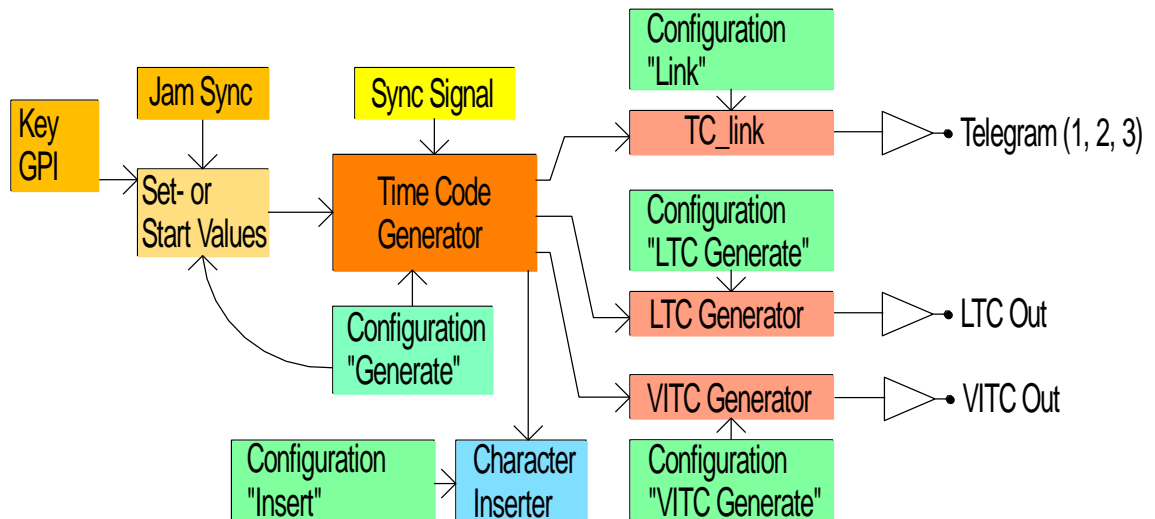 Configuration
"Link"
Jam Sync
Sync Signal
Key
GPI
TC_link
Telegram (1, 2, 3)
Set- or
Start Values
Time Code
Generator
Configuration
"LTC Generate"
LTC Generator
LTC Out
Configuration
"Generate"
VITC Generator
VITC Out
Configuration
"Insert"
Character
Inserter
Configuration
"VITC Generate"